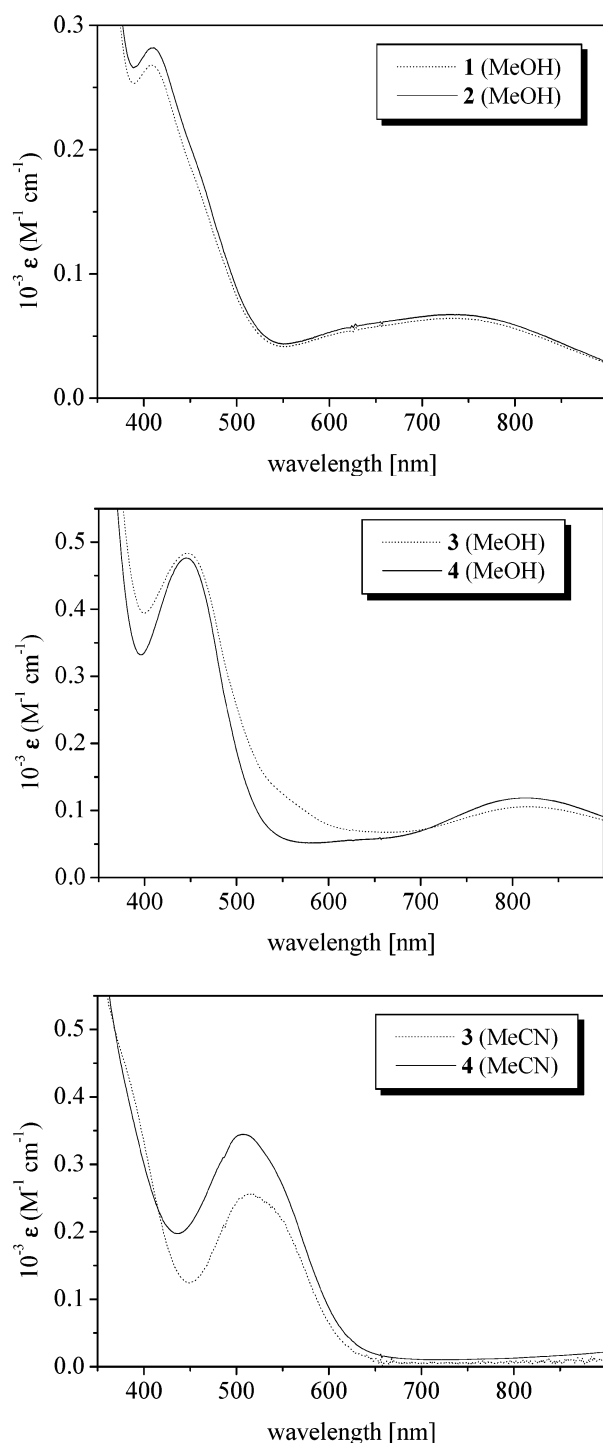 0.3
0.2
0.1
0.0
10⁻³ ε (M⁻¹ cm⁻¹)
1 (MeOH)
2 (MeOH)
400 500 600 700 800
wavelength [nm]
0.5
0.4
0.3
0.2
0.1
0.0
10⁻³ ε (M⁻¹ cm⁻¹)
3 (MeOH)
4 (MeOH)
400 500 600 700 800
wavelength [nm]
0.5
0.4
0.3
0.2
0.1
0.0
10⁻³ ε (M⁻¹ cm⁻¹)
3 (MeCN)
4 (MeCN)
400 500 600 700 800
wavelength [nm]